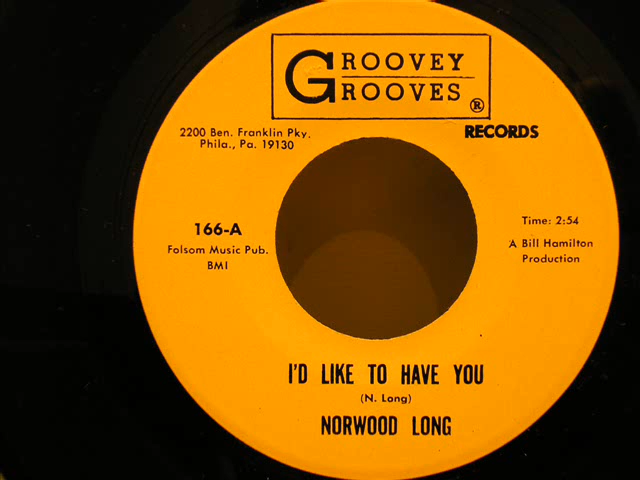 GROOVEY
GROOVES ®
RECORDS
2200 Ben. Franklin Pky.
Phila., Pa. 19130
166-A
Folsom Music Pub.
BMI
Time: 2:54
A Bill Hamilton
Production
I'D LIKE TO HAVE YOU
(N. Long)
NORWOOD LONG